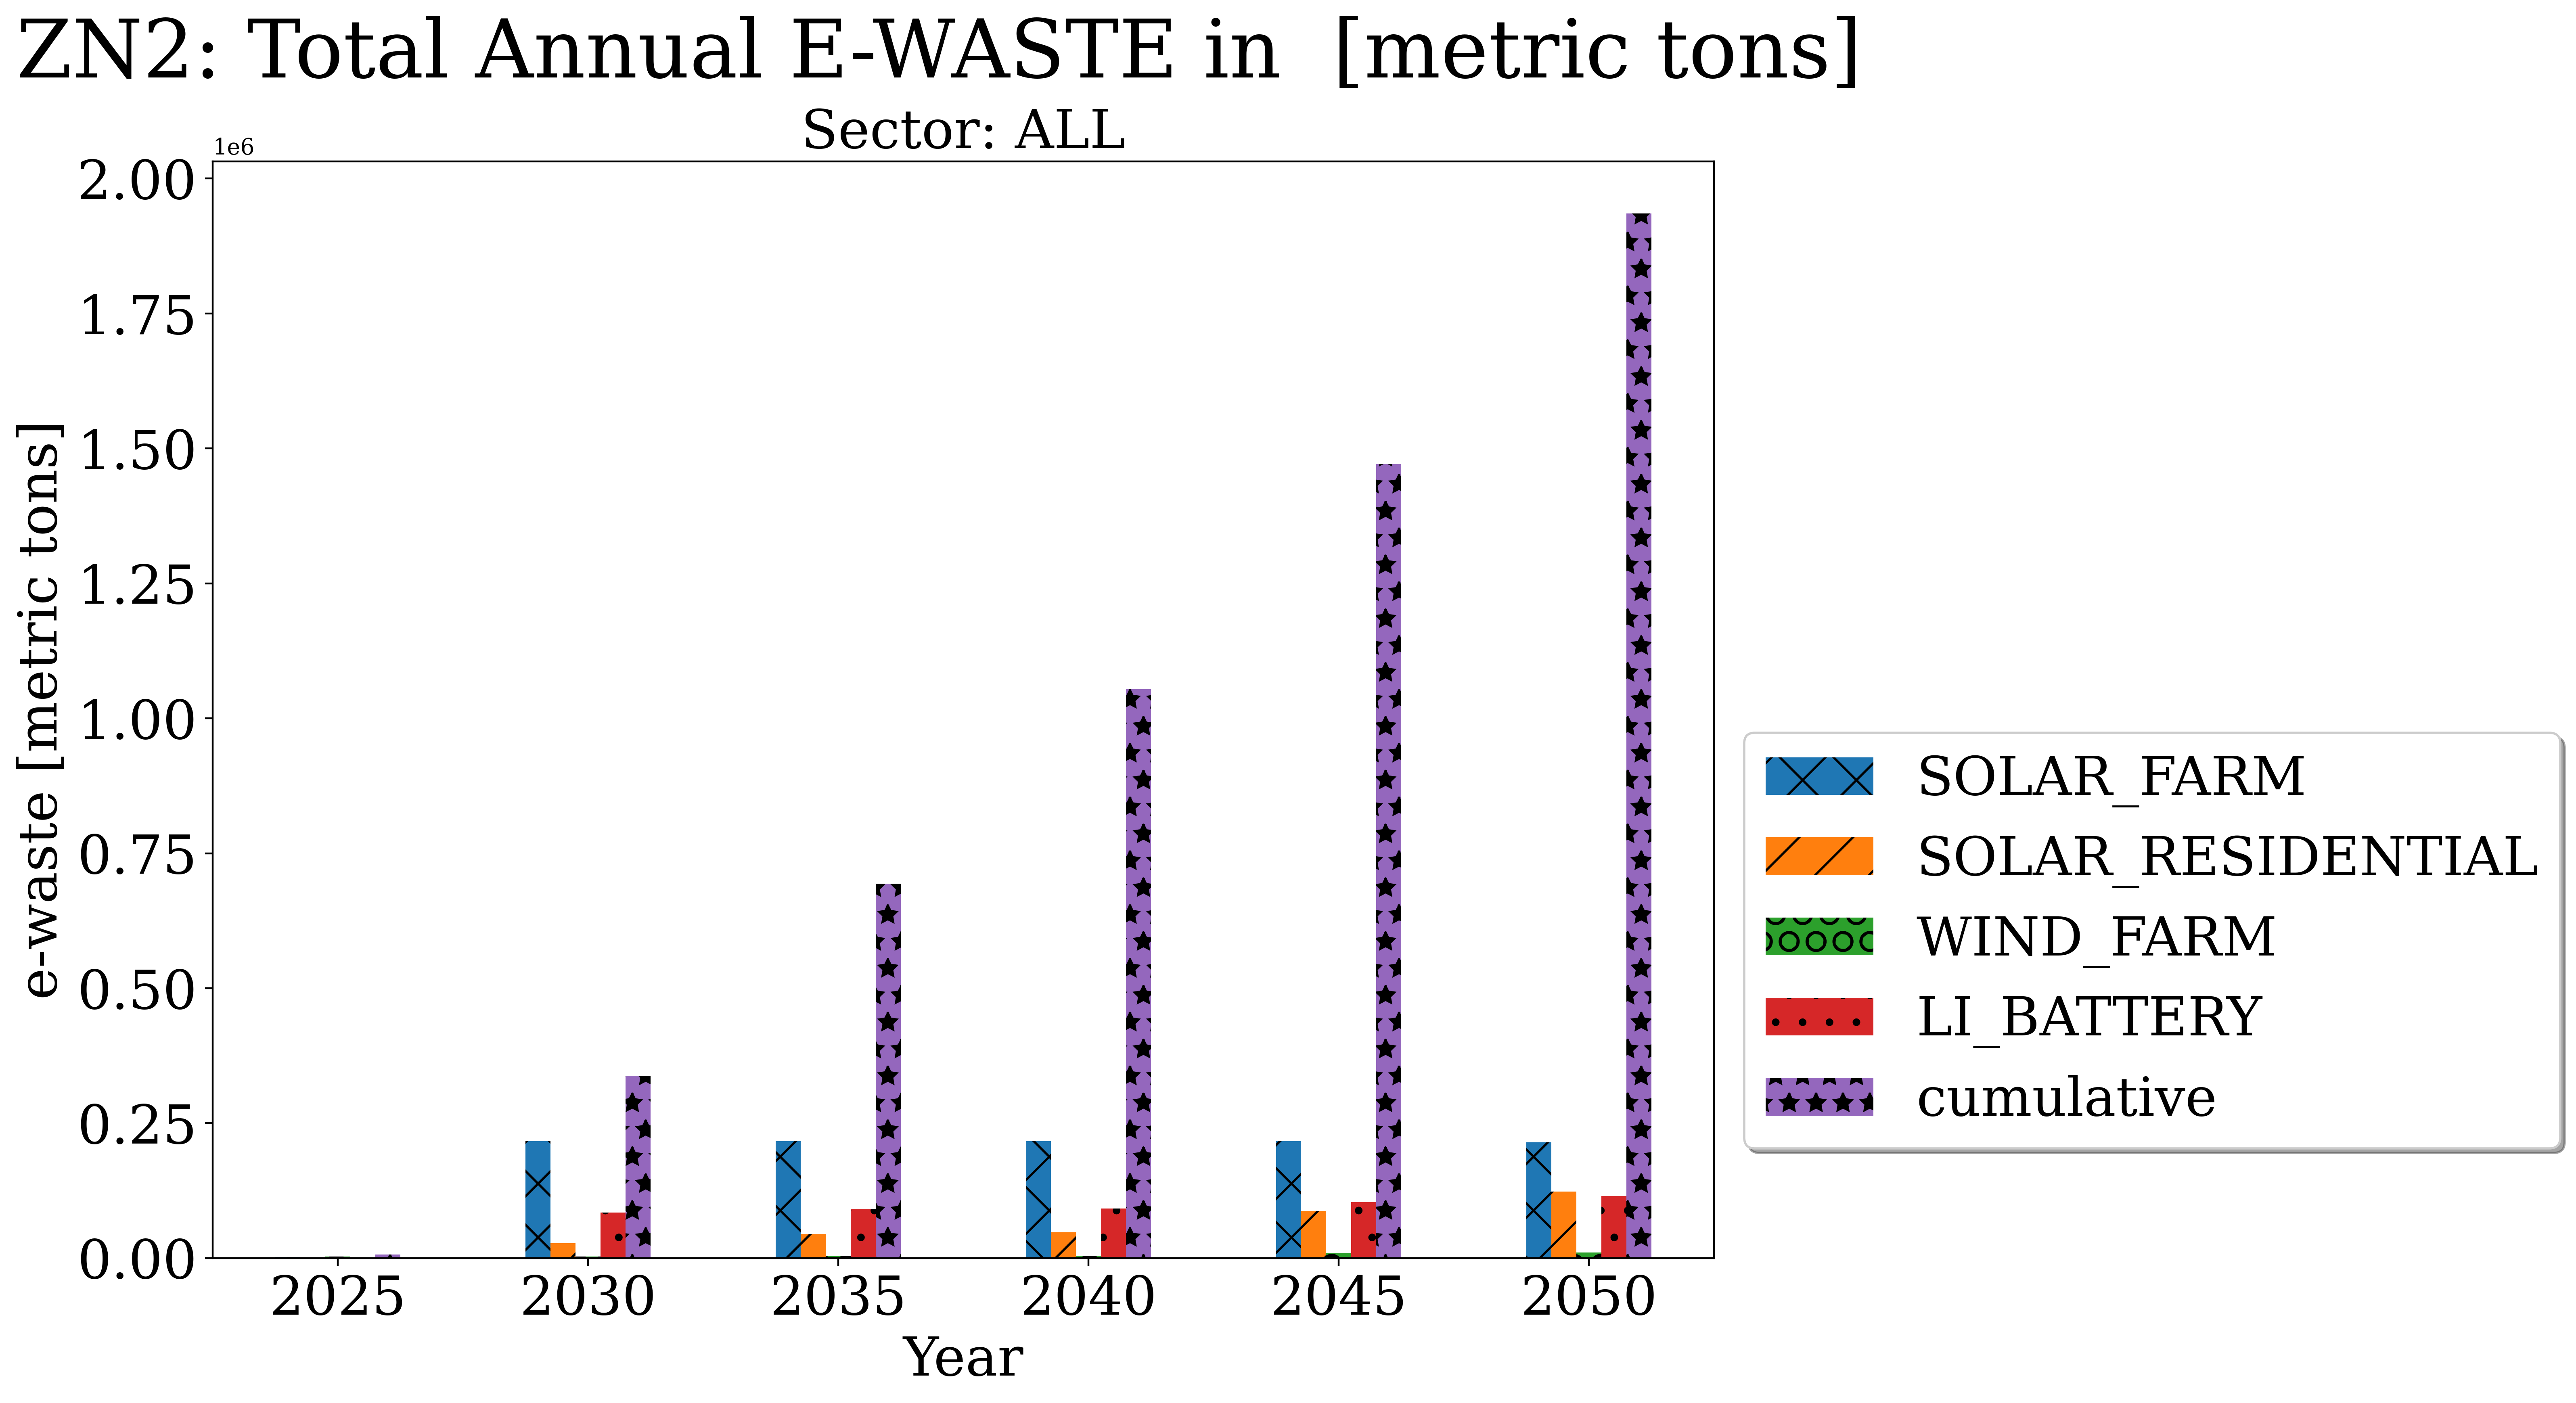 ZN2: Total Annual E-WASTE in  [metric tons]
Sector: ALL
1e6
2.00
1.75
1.50
1.25
1.00
0.75
0.50
0.25
0.00
e-waste [metric tons]
2025 2030 2035 2040 2045 2050
Year
SOLAR_FARM
SOLAR_RESIDENTIAL
WIND_FARM
LI_BATTERY
cumulative